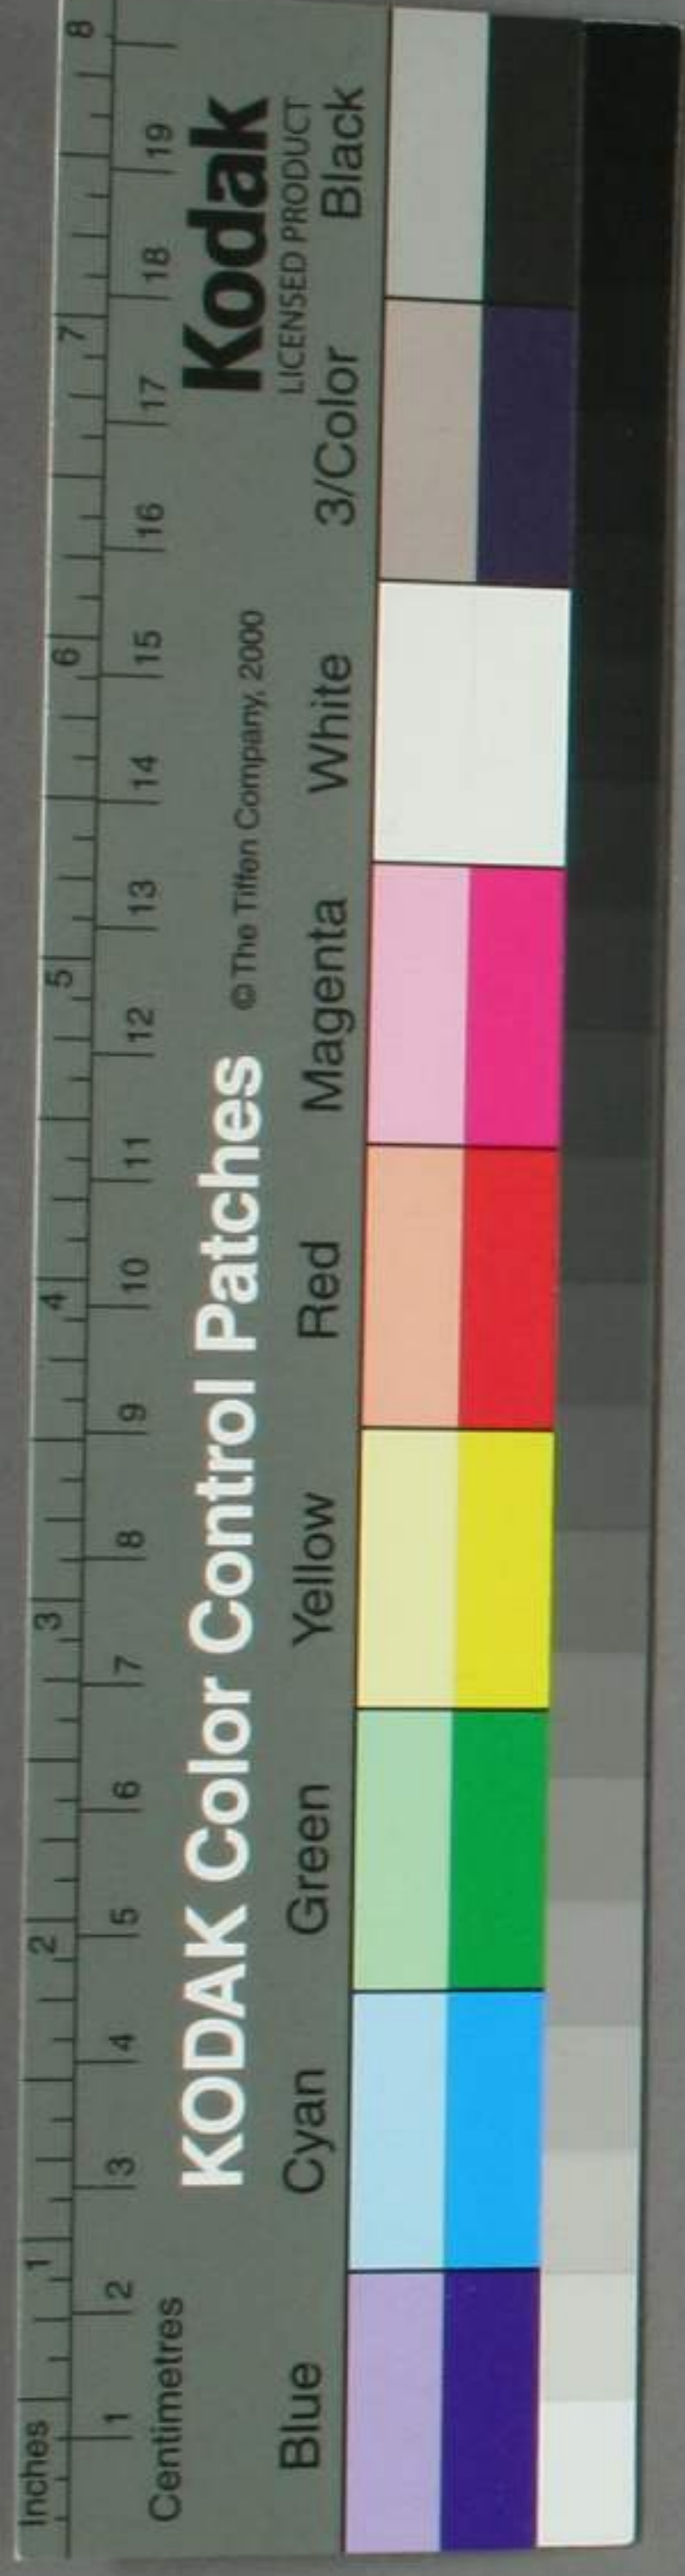 Inches 1 2 3 4 5 6 7 8
1 2 3 4 5 6 7 8 9 10 11 12 13 14 15 16 17 18 19
Centimetres
KODAK Color Control Patches © The Tiffen Company, 2000 Kodak
LICENSED PRODUCT
Blue Cyan Green Yellow Red Magenta White 3/Color Black